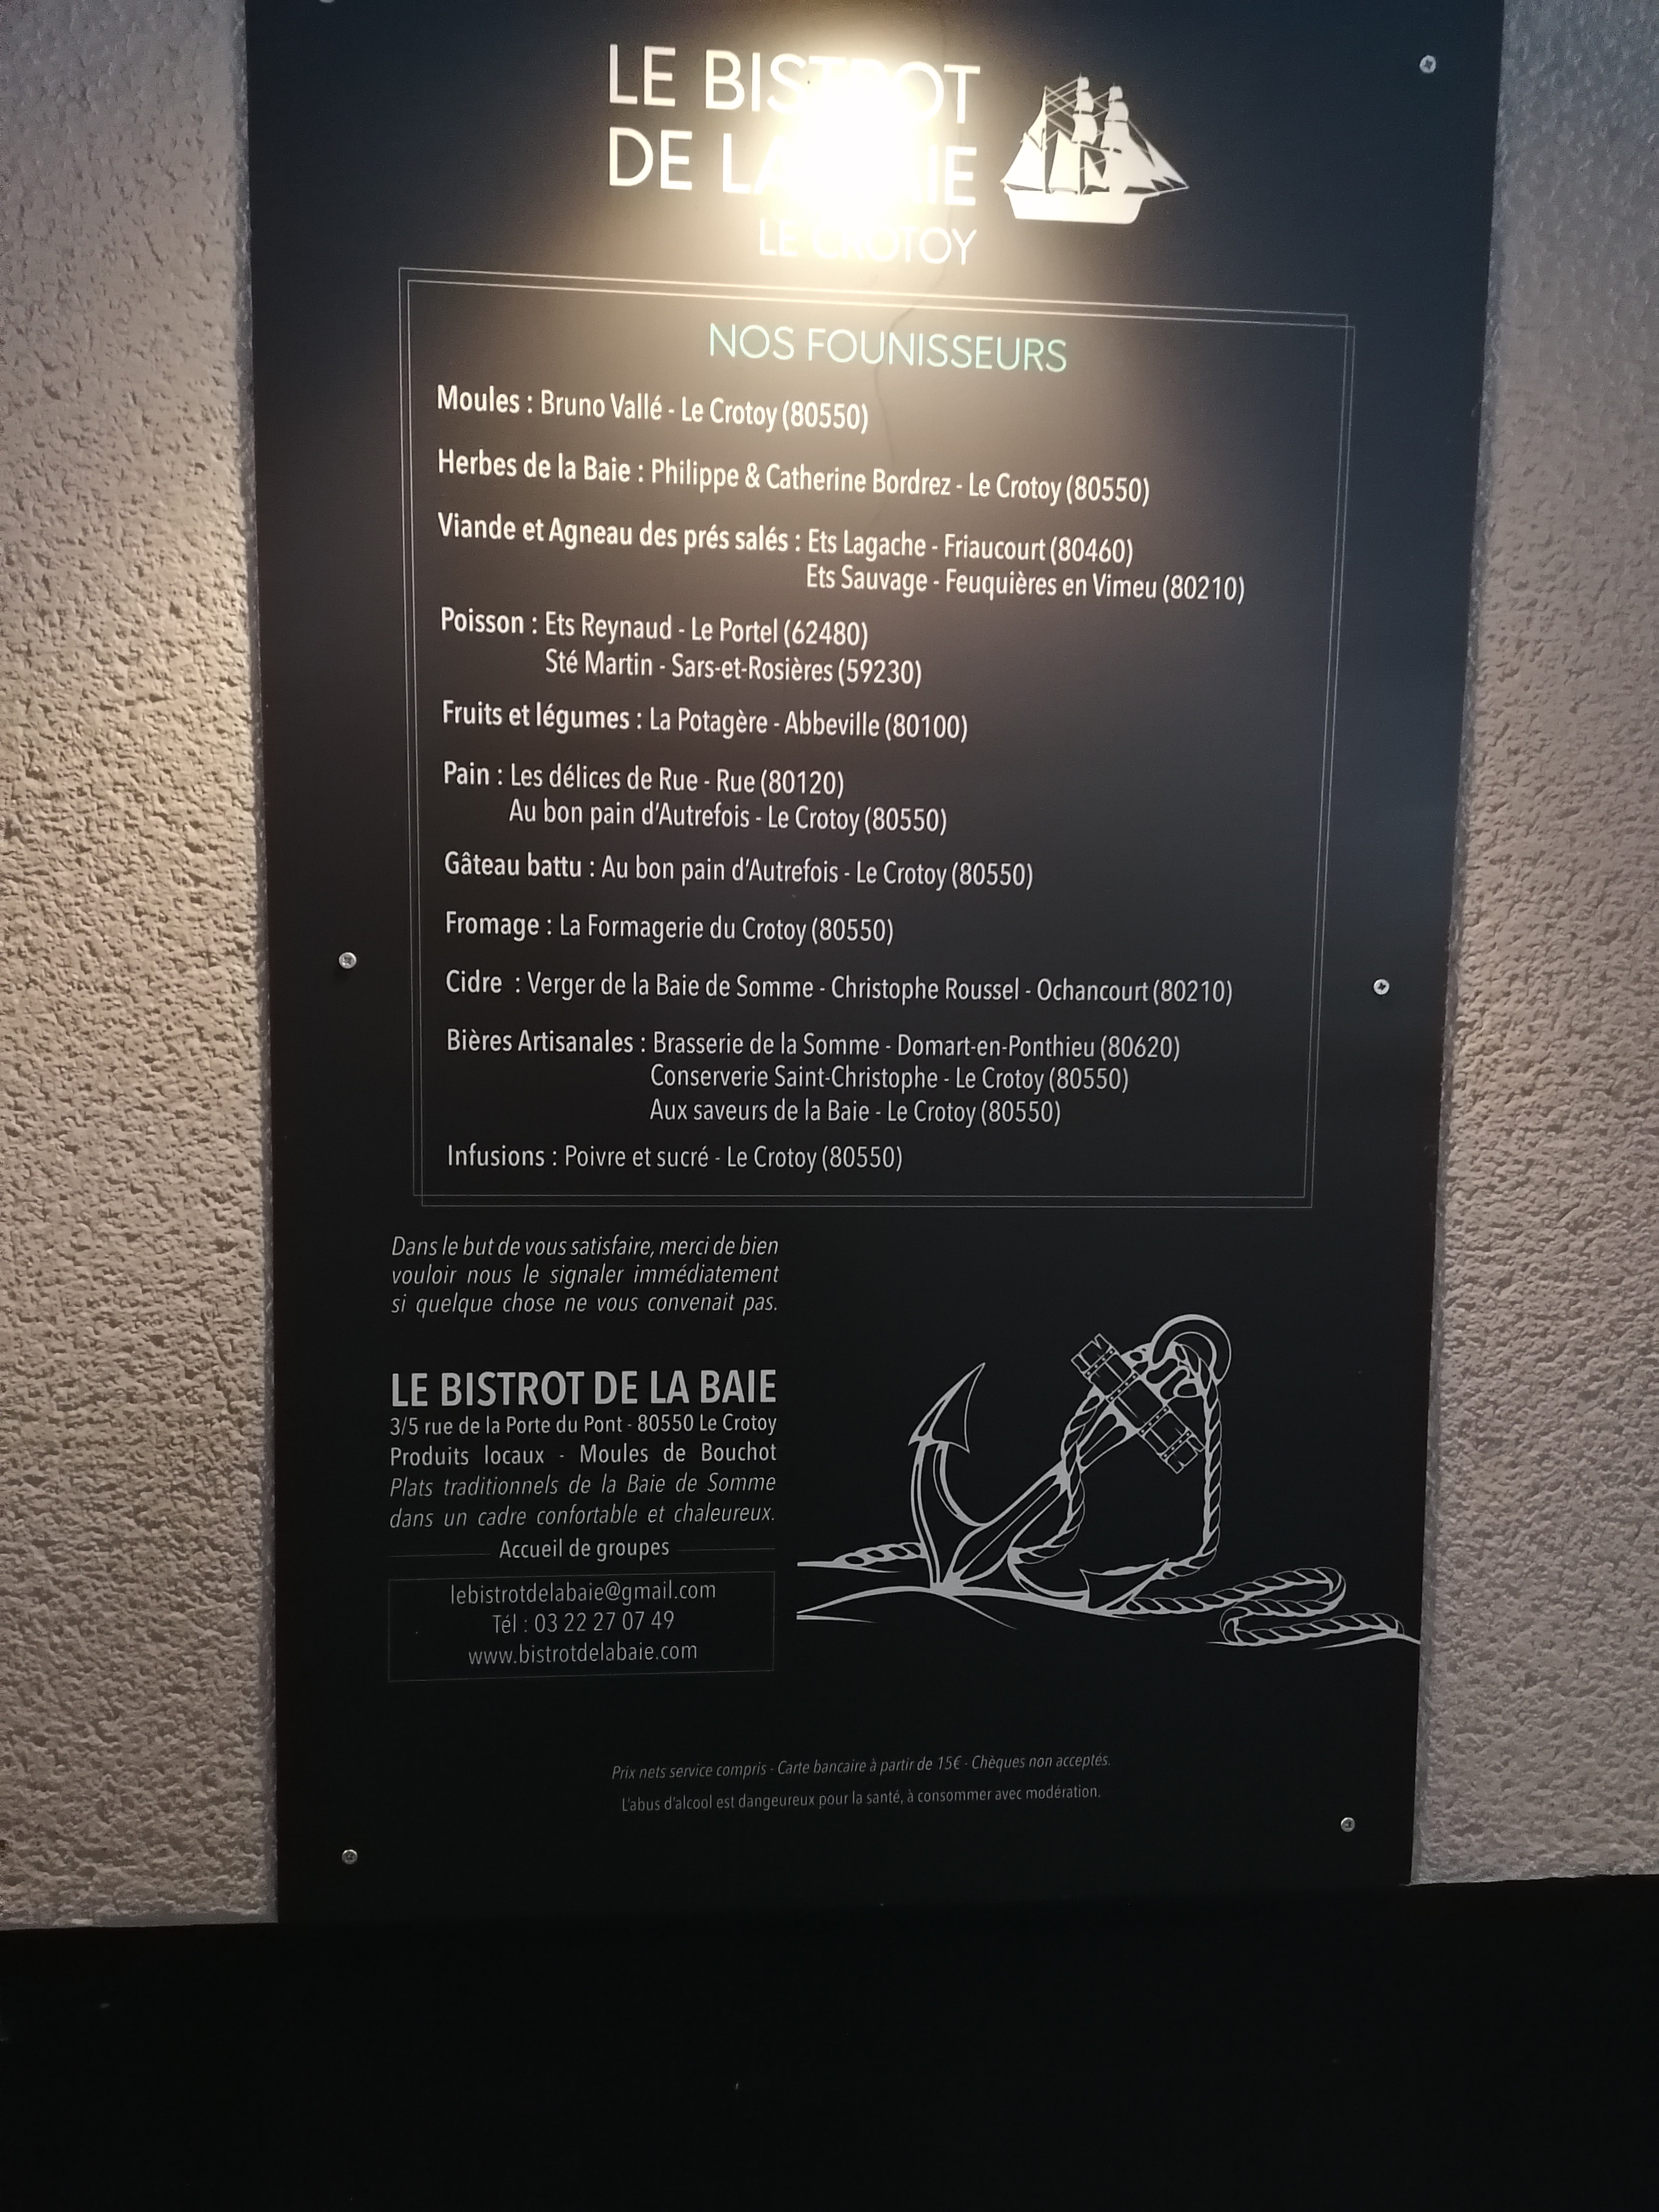 LE BISTROT
DE LA BAIE
LE CROTOY
NOS FOUNISSEURS
Moules : Bruno Vallé - Le Crotoy (80550)
Herbes de la Baie : Philippe & Catherine Bordrez - Le Crotoy (80550)
Viande et Agneau des prés salés : Ets Lagache - Friaucourt (80460)
Ets Sauvage - Feuquières en Vimeu (80210)
Poisson : Ets Reynaud - Le Portel (62480)
Sté Martin - Sars-et-Rosières (59230)
Fruits et légumes : La Potagère - Abbeville (80100)
Pain : Les délices de Rue - Rue (80120)
Au bon pain d'Autrefois - Le Crotoy (80550)
Gâteau battu : Au bon pain d'Autrefois - Le Crotoy (80550)
Fromage : La Formagerie du Crotoy (80550)
Cidre : Verger de la Baie de Somme - Christophe Roussel - Ochancourt (80210)
Bières Artisanales : Brasserie de la Somme - Domart-en-Ponthieu (80620)
Conserverie Saint-Christophe - Le Crotoy (80550)
Aux saveurs de la Baie - Le Crotoy (80550)
Infusions : Poivre et sucré - Le Crotoy (80550)
Dans le but de vous satisfaire, merci de bien
vouloir nous le signaler immédiatement
si quelque chose ne vous convenait pas.
LE BISTROT DE LA BAIE
3/5 rue de la Porte du Pont - 80550 Le Crotoy
Produits locaux - Moules de Bouchot
Plats traditionnels de la Baie de Somme
dans un cadre confortable et chaleureux.
Accueil de groupes
lebistrotdelabaie@gmail.com
Tél : 03 22 27 07 49
www.bistrotdelabaie.com
Prix nets service compris - Carte bancaire à partir de 15€ - Chèques non acceptés.
L'abus d'alcool est dangeureux pour la santé, à consommer avec modération.